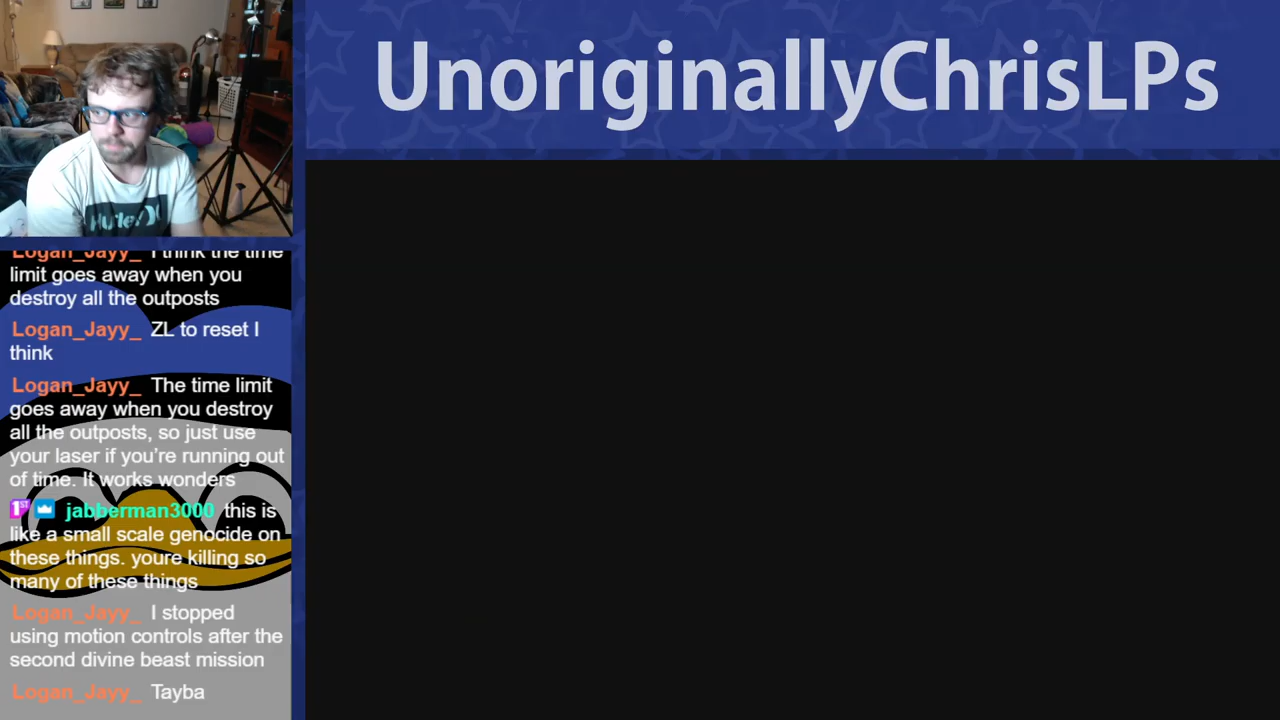 UnoriginallyChrisLPs
Hurley
Logan_Jayy_ I think the time
limit goes away when you
destroy all the outposts
Logan_Jayy_ ZL to reset I
think
Logan_Jayy_ The time limit
goes away when you destroy
all the outposts, so just use
your laser if you’re running out
of time. It works wonders
1ST jabberman3000 this is
like a small scale genocide on
these things. youre killing so
many of these things
Logan_Jayy_ I stopped
using motion controls after the
second divine beast mission
Logan_Jayy_ Tayba